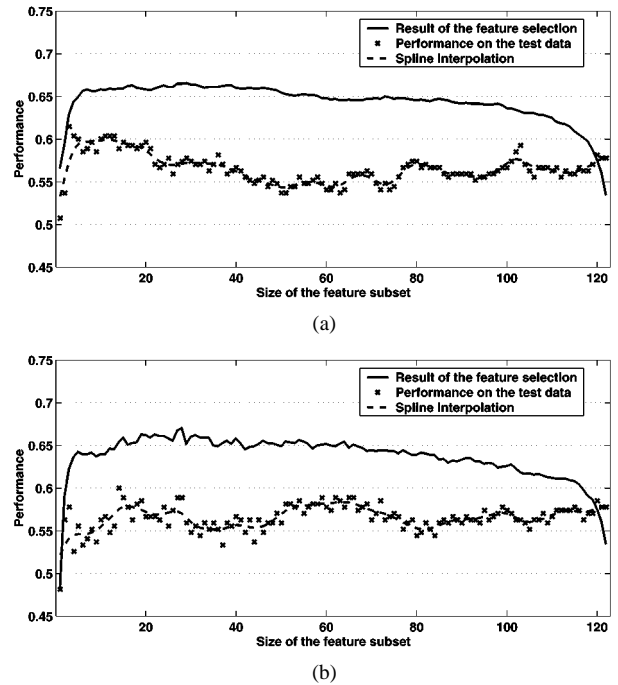 0.75
Result of the feature selection
Performance on the test data
Spline Interpolation
0.7
0.65
0.6
0.55
0.5
0.45
Performance
20 40 60 80 100 120
Size of the feature subset
(a)
0.75
Result of the feature selection
Performance on the test data
Spline Interpolation
0.7
0.65
0.6
0.55
0.5
0.45
Performance
20 40 60 80 100 120
Size of the feature subset
(b)